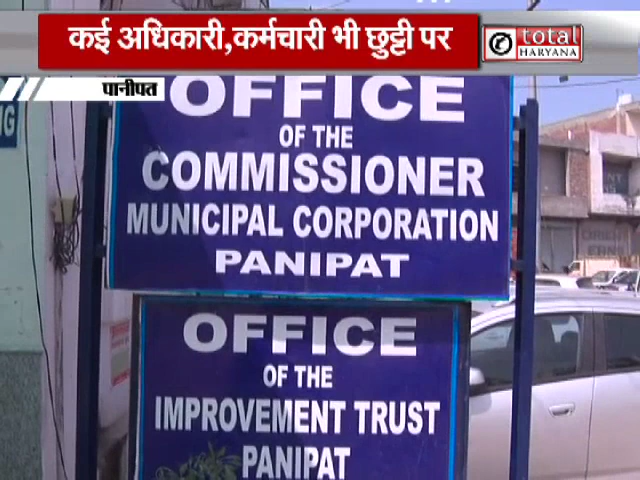 कई अधिकारी,कर्मचारी भी छुट्टी पर
total
HARYANA
पानीपत
NG
OFFICE
OF THE
COMMISSIONER
MUNICIPAL CORPORATION
PANIPAT
OFFICE
OF THE
IMPROVEMENT TRUST
PANIPAT